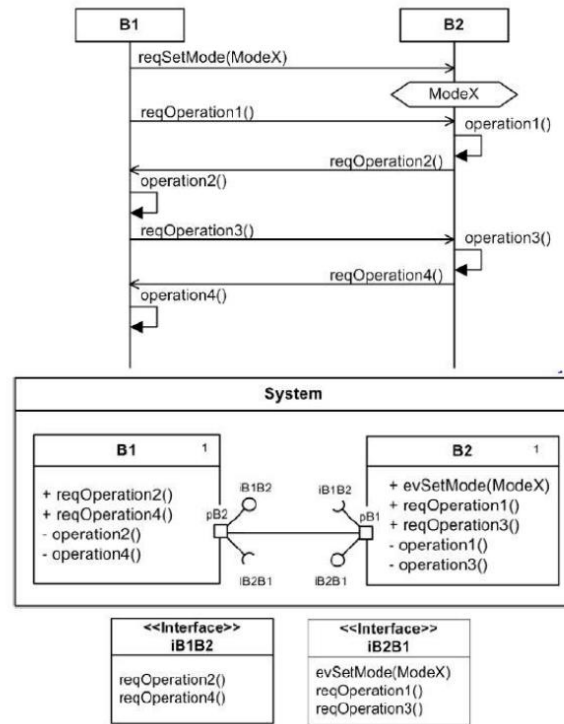 B1
B2
reqSetMode(ModeX)
ModeX
reqOperation1()
operation1()
reqOperation2()
operation2()
reqOperation3()
operation3()
reqOperation4()
operation4()
System
B1 1
+ reqOperation2()
+ reqOperation4()
- operation2()
- operation4()
pB2
iB1B2
iB2B1
iB1B2
iB2B1
pB1
B2 1
+ evSetMode(ModeX)
+ reqOperation1()
+ reqOperation3()
- operation1()
- operation3()
<<Interface>>
iB1B2
reqOperation2()
reqOperation4()
<<Interface>>
iB2B1
evSetMode(ModeX)
reqOperation1()
reqOperation3()